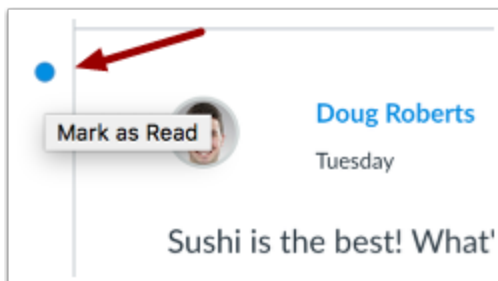 Doug Roberts
Mark as Read
Tuesday
Sushi is the best! What'